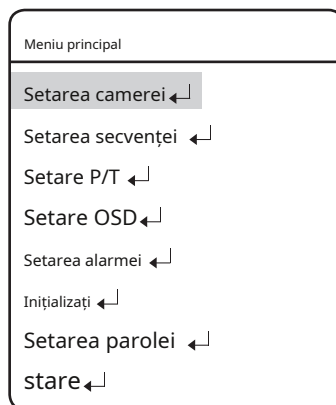 Meniu principal
Setarea camerei
Setarea secvenței
Setare P/T
Setare OSD
Setarea alarmei
Inițializați
Setarea parolei
stare